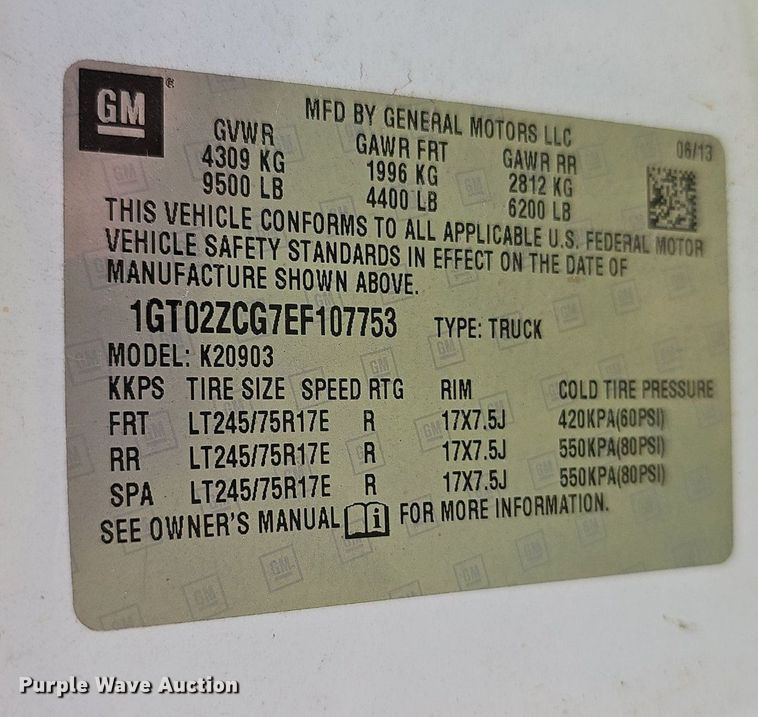 GM
MFD BY GENERAL MOTORS LLC
06/13
GVWR GAWR FRT GAWR RR
4309 KG 1996 KG 2812 KG
9500 LB 4400 LB 6200 LB
THIS VEHICLE CONFORMS TO ALL APPLICABLE U.S. FEDERAL MOTOR
VEHICLE SAFETY STANDARDS IN EFFECT ON THE DATE OF
MANUFACTURE SHOWN ABOVE.
1GT02ZCG7EF107753 TYPE: TRUCK
MODEL: K20903
KKPS TIRE SIZE SPEED RTG RIM COLD TIRE PRESSURE
FRT LT245/75R17E R 17X7.5J 420KPA(60PSI)
RR LT245/75R17E R 17X7.5J 550KPA(80PSI)
SPA LT245/75R17E R 17X7.5J 550KPA(80PSI)
SEE OWNER'S MANUAL i FOR MORE INFORMATION.
Purple Wave Auction